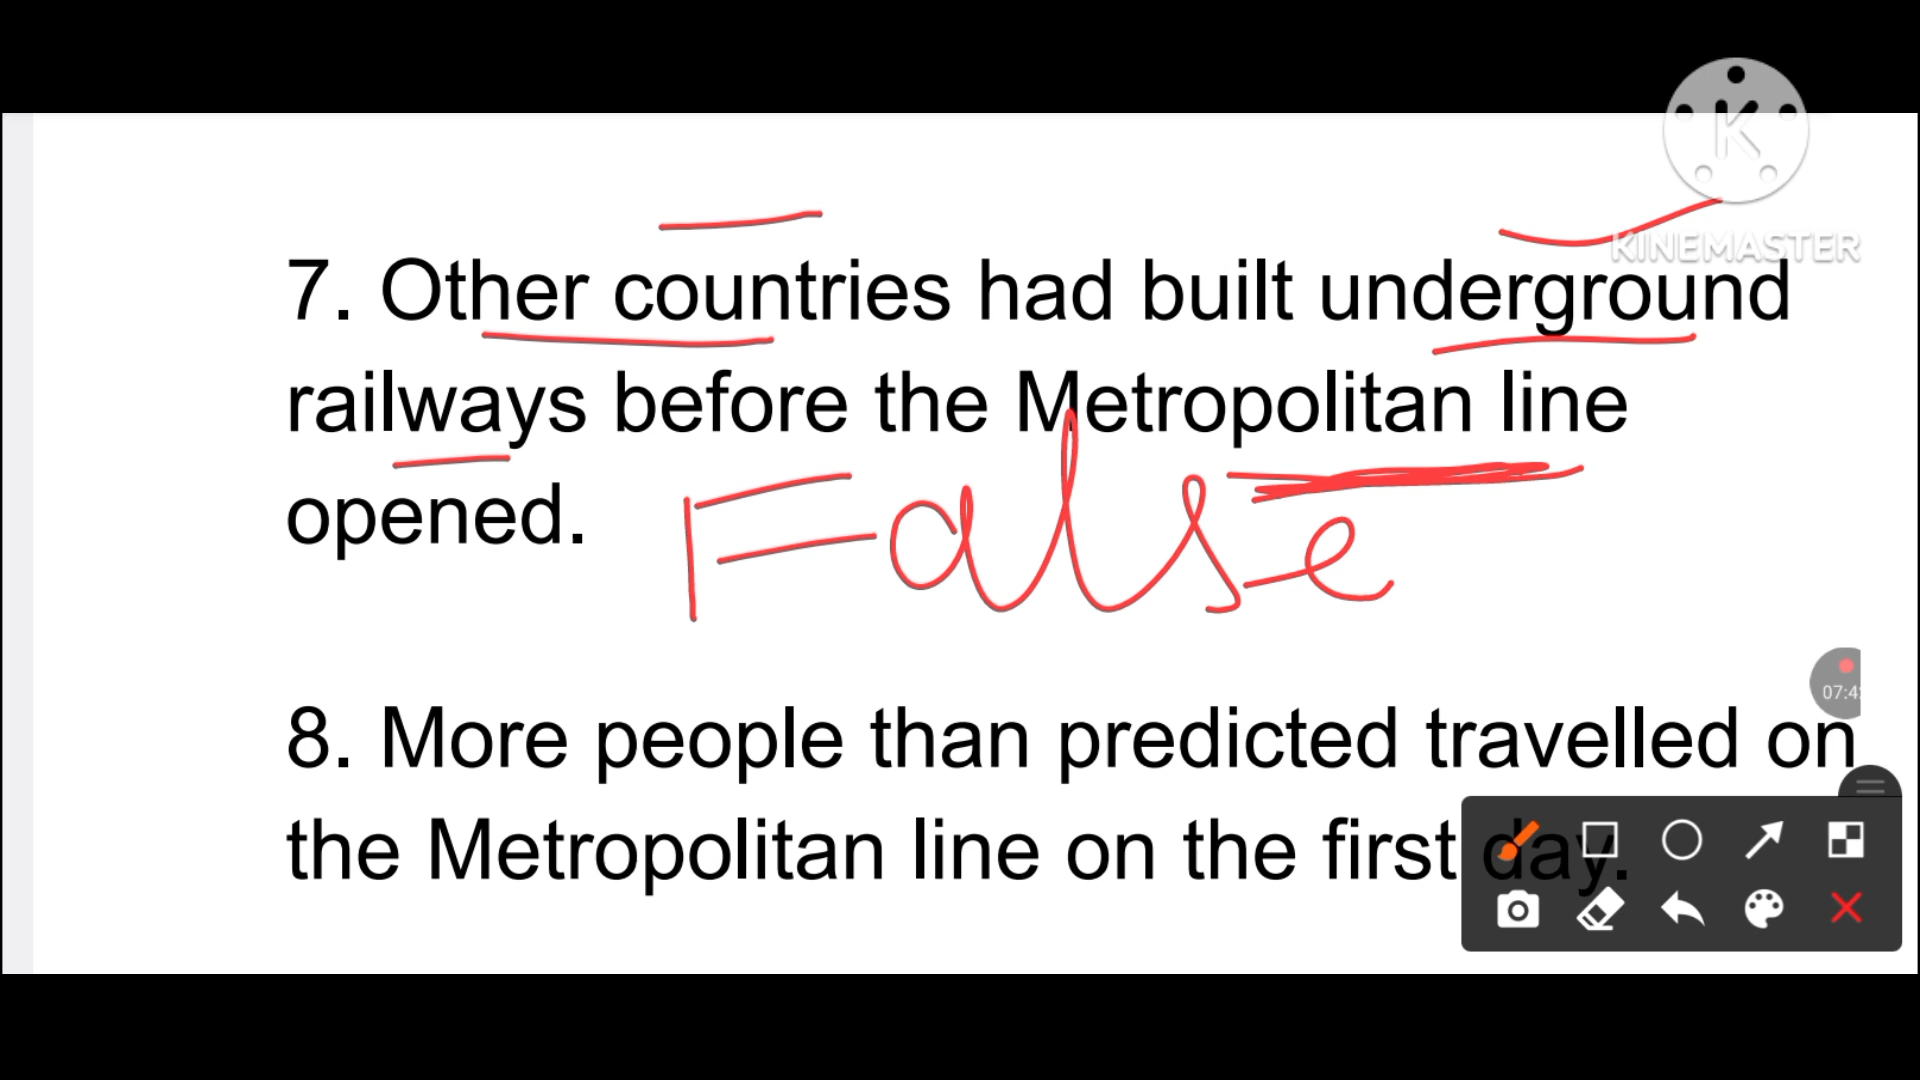 KINEMASTER
7. Other countries had built underground
railways before the Metropolitan line
opened. False
8. More people than predicted travelled on
the Metropolitan line on the first day.